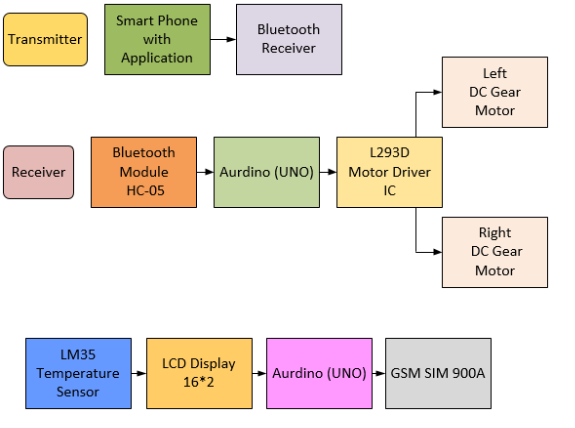 Transmitter
Smart Phone
with
Application
Bluetooth
Receiver
Left
DC Gear
Motor
Receiver
Bluetooth
Module
HC-05
Aurdino (UNO)
L293D
Motor Driver
IC
Right
DC Gear
Motor
LM35
Temperature
Sensor
LCD Display
16*2
Aurdino (UNO)
GSM SIM 900A